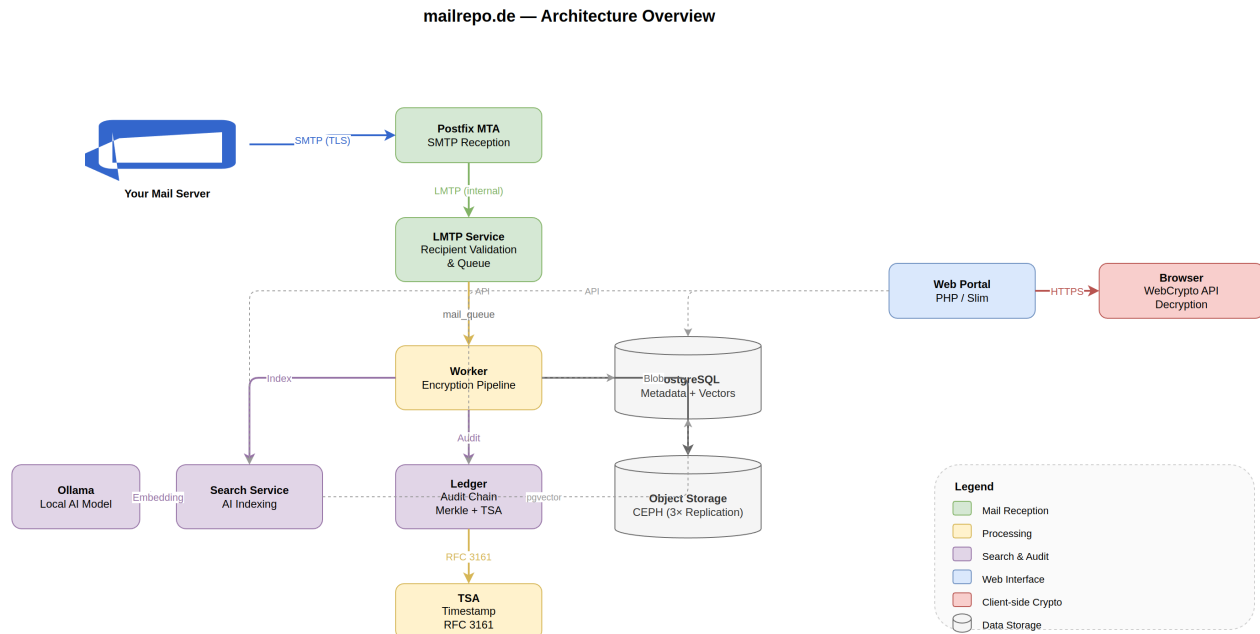 mailrepo.de — Architecture Overview
Postfix MTA
SMTP Reception
SMTP (TLS)
Your Mail Server
LMTP (internal)
LMTP Service
Recipient Validation
& Queue
API
API
mail_queue
Web Portal
PHP / Slim
HTTPS
Browser
WebCrypto API
Decryption
Worker
Encryption Pipeline
Index
Blob
ostgreSQL
Metadata + Vectors
Audit
Ollama
Local AI Model
Embedding
Search Service
AI Indexing
Ledger
Audit Chain
Merkle + TSA
pgvector
Object Storage
CEPH (3× Replication)
RFC 3161
TSA
Timestamp
RFC 3161
Legend
Mail Reception
Processing
Search & Audit
Web Interface
Client-side Crypto
Data Storage